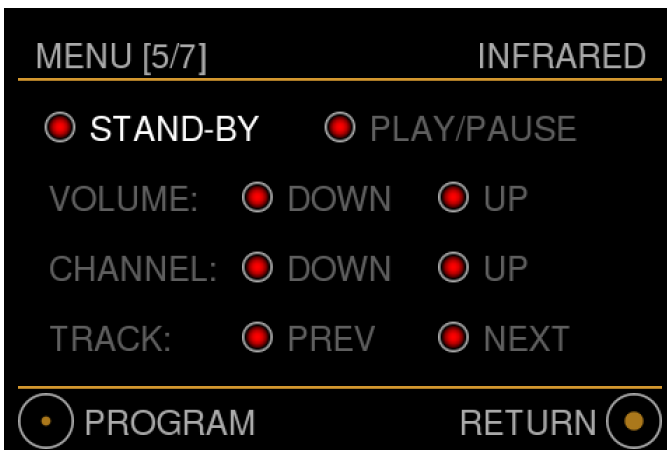 MENU [5/7] INFRARED
STAND-BY PLAY/PAUSE
VOLUME: DOWN UP
CHANNEL: DOWN UP
TRACK: PREV NEXT
PROGRAM RETURN